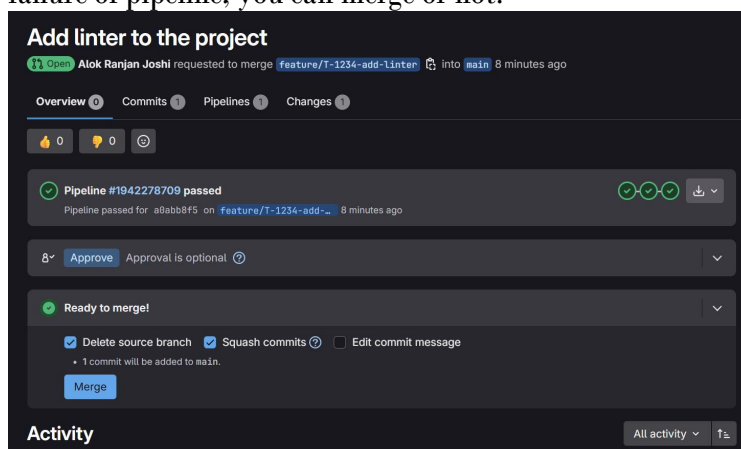 failure of pipeline, you can merge or not.
Add linter to the project
Open Alok Ranjan Joshi requested to merge feature/T-1234-add-linter into main 8 minutes ago
Overview 0 Commits 1 Pipelines 1 Changes 1
0 0
Pipeline #1942278709 passed
Pipeline passed for a0abb8f5 on feature/T-1234-add-… 8 minutes ago
Approve Approval is optional
Ready to merge!
Delete source branch Squash commits Edit commit message
• 1 commit will be added to main.
Merge
Activity All activity